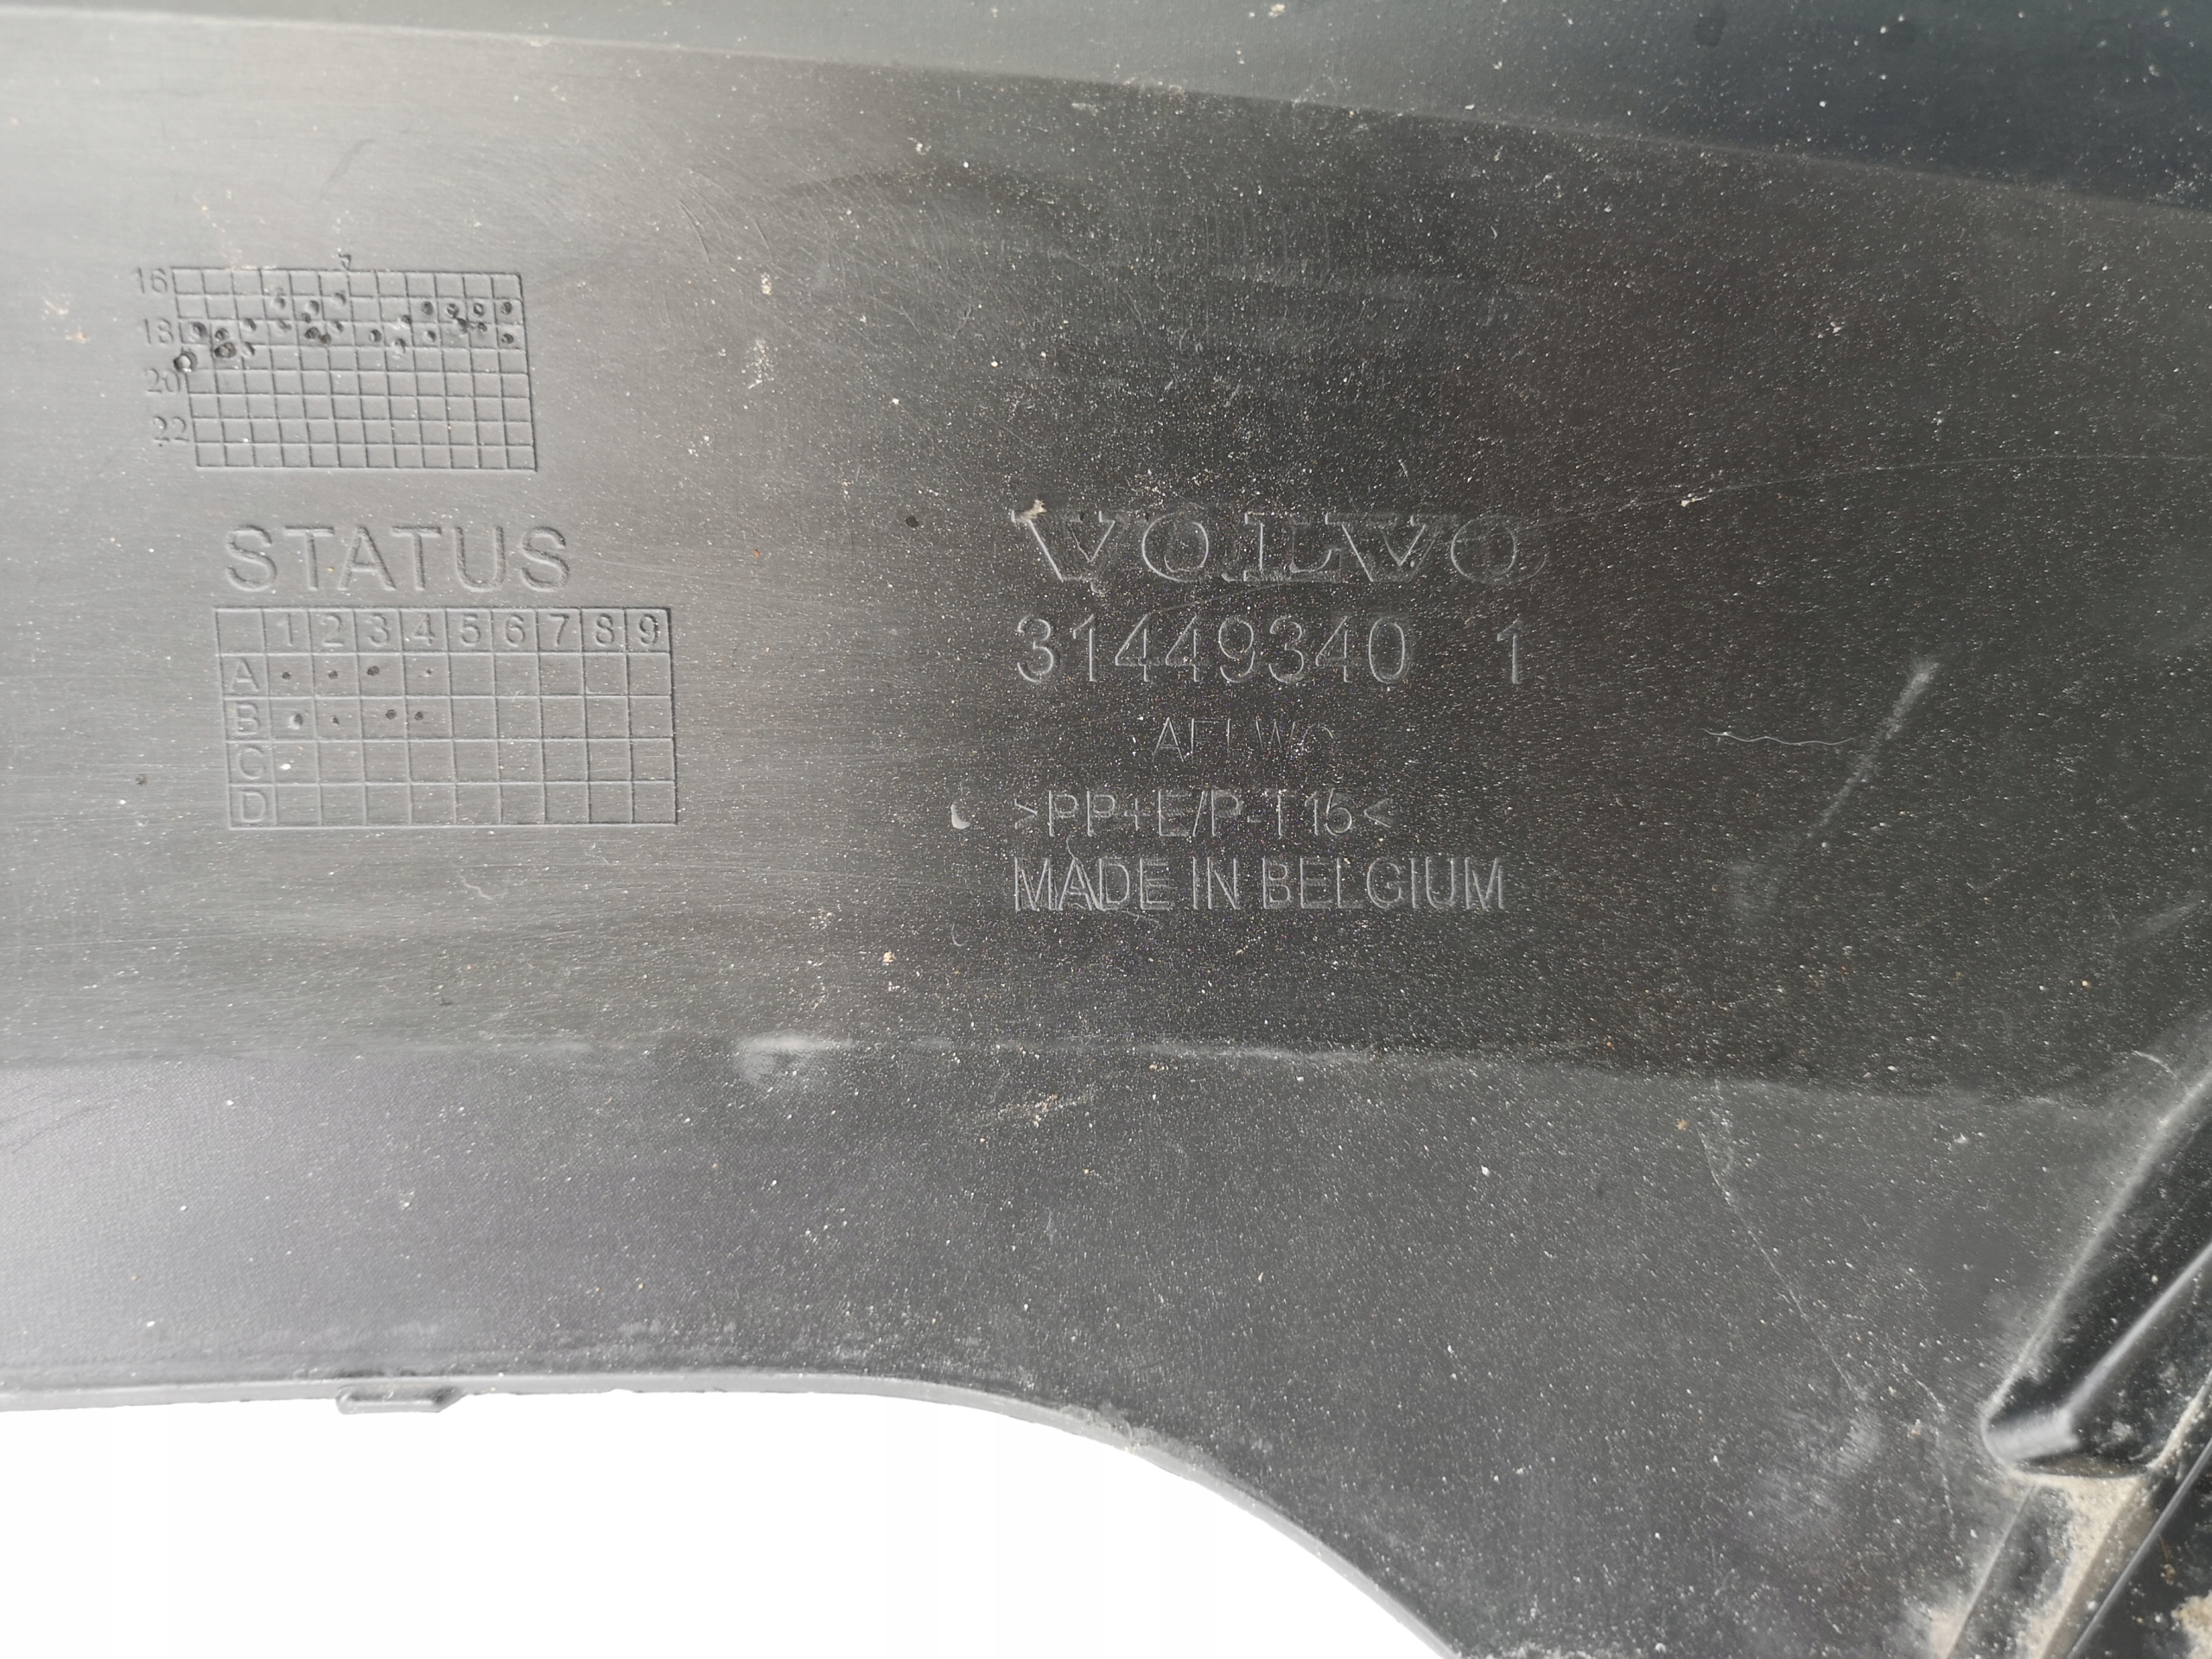 16
18
20
22
STATUS
1 2 3 4 5 6 7 8 9
A
B
C
D
VOLVO
31449340 1
>PP+E/P-T15<
MADE IN BELGIUM